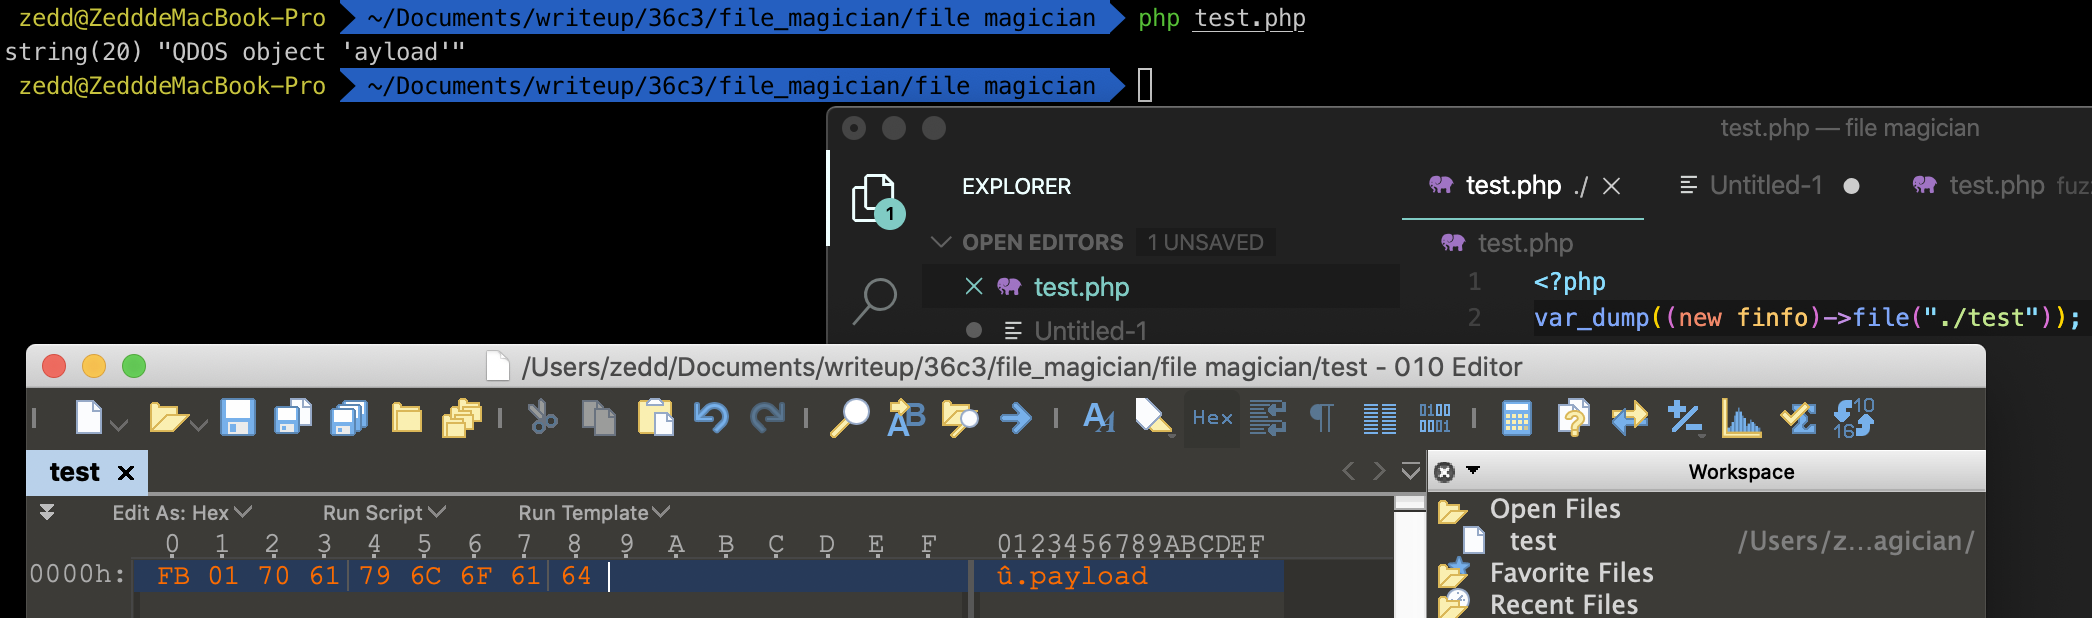 zedd@ZedddeMacBook-Pro ~/Documents/writeup/36c3/file_magician/file magician php test.php
string(20) "QDOS object 'ayload'"
zedd@ZedddeMacBook-Pro ~/Documents/writeup/36c3/file_magician/file magician
test.php — file magician
EXPLORER
test.php ./
Untitled-1
test.php fuz
1
OPEN EDITORS 1 UNSAVED
test.php
test.php
1 <?php
Untitled-1
2 var_dump((new finfo)->file("./test"));
/Users/zedd/Documents/writeup/36c3/file_magician/file magician/test - 010 Editor
Hex
test
Workspace
Edit As: Hex Run Script Run Template
Open Files
0 1 2 3 4 5 6 7 8 9 A B C D E F 0123456789ABCDEF
test /Users/z...agician/
0000h: FB 01 70 61 79 6C 6F 61 64 û.payload
Favorite Files
Recent Files